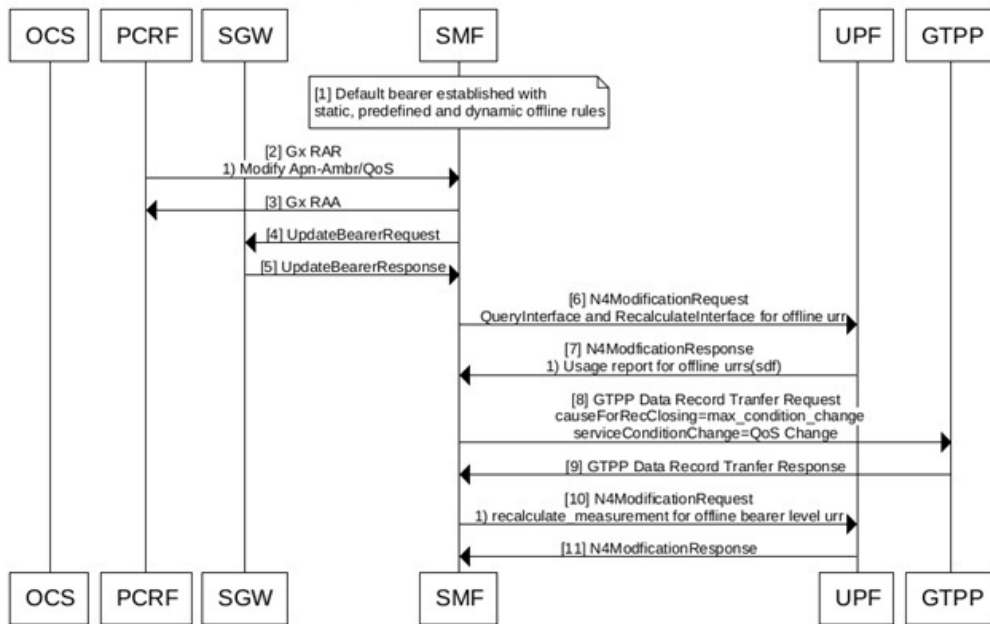 OCS PCRF SGW SMF UPF GTPP
[1] Default bearer established with
static, predefined and dynamic offline rules
[2] Gx RAR
1) Modify Apn-Ambr/QoS
[3] Gx RAA
[4] UpdateBearerRequest
[5] UpdateBearerResponse
[6] N4ModificationRequest
QueryInterface and RecalculateInterface for offline urr
[7] N4ModficationResponse
1) Usage report for offline urrs(sdf)
[8] GTPP Data Record Tranfer Request
causeForRecClosing=max_condition_change
serviceConditionChange=QoS Change
[9] GTPP Data Record Tranfer Response
[10] N4ModificationRequest
1) recalculate_measurement for offline bearer level urr
[11] N4ModficationResponse
OCS PCRF SGW SMF UPF GTPP